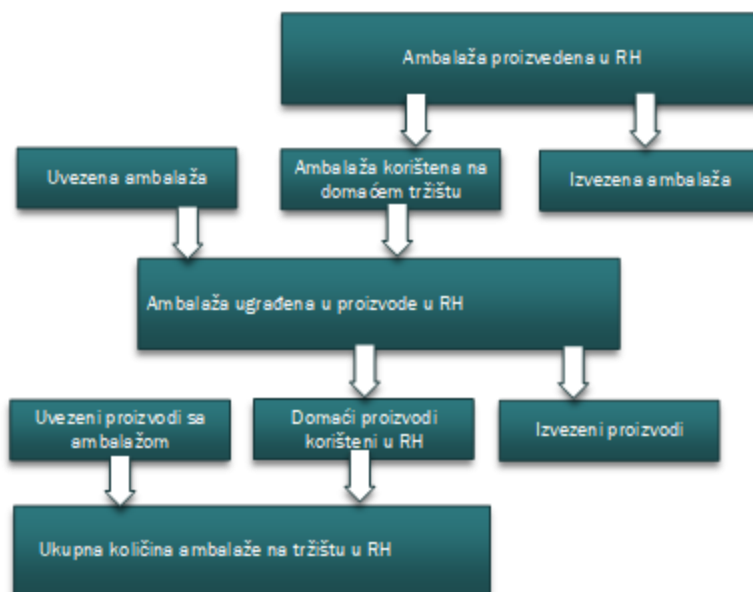 Ambalaža proizvedena u RH
Uvezena ambalaža
Ambalaža korištena na
domaćem tržištu
Izvezena ambalaža
Ambalaža ugrađena u proizvode u RH
Uvezeni proizvodi sa
ambalažom
Domaći proizvodi
korišteni u RH
Izvezeni proizvodi
Ukupna količina ambalaže na tržištu u RH